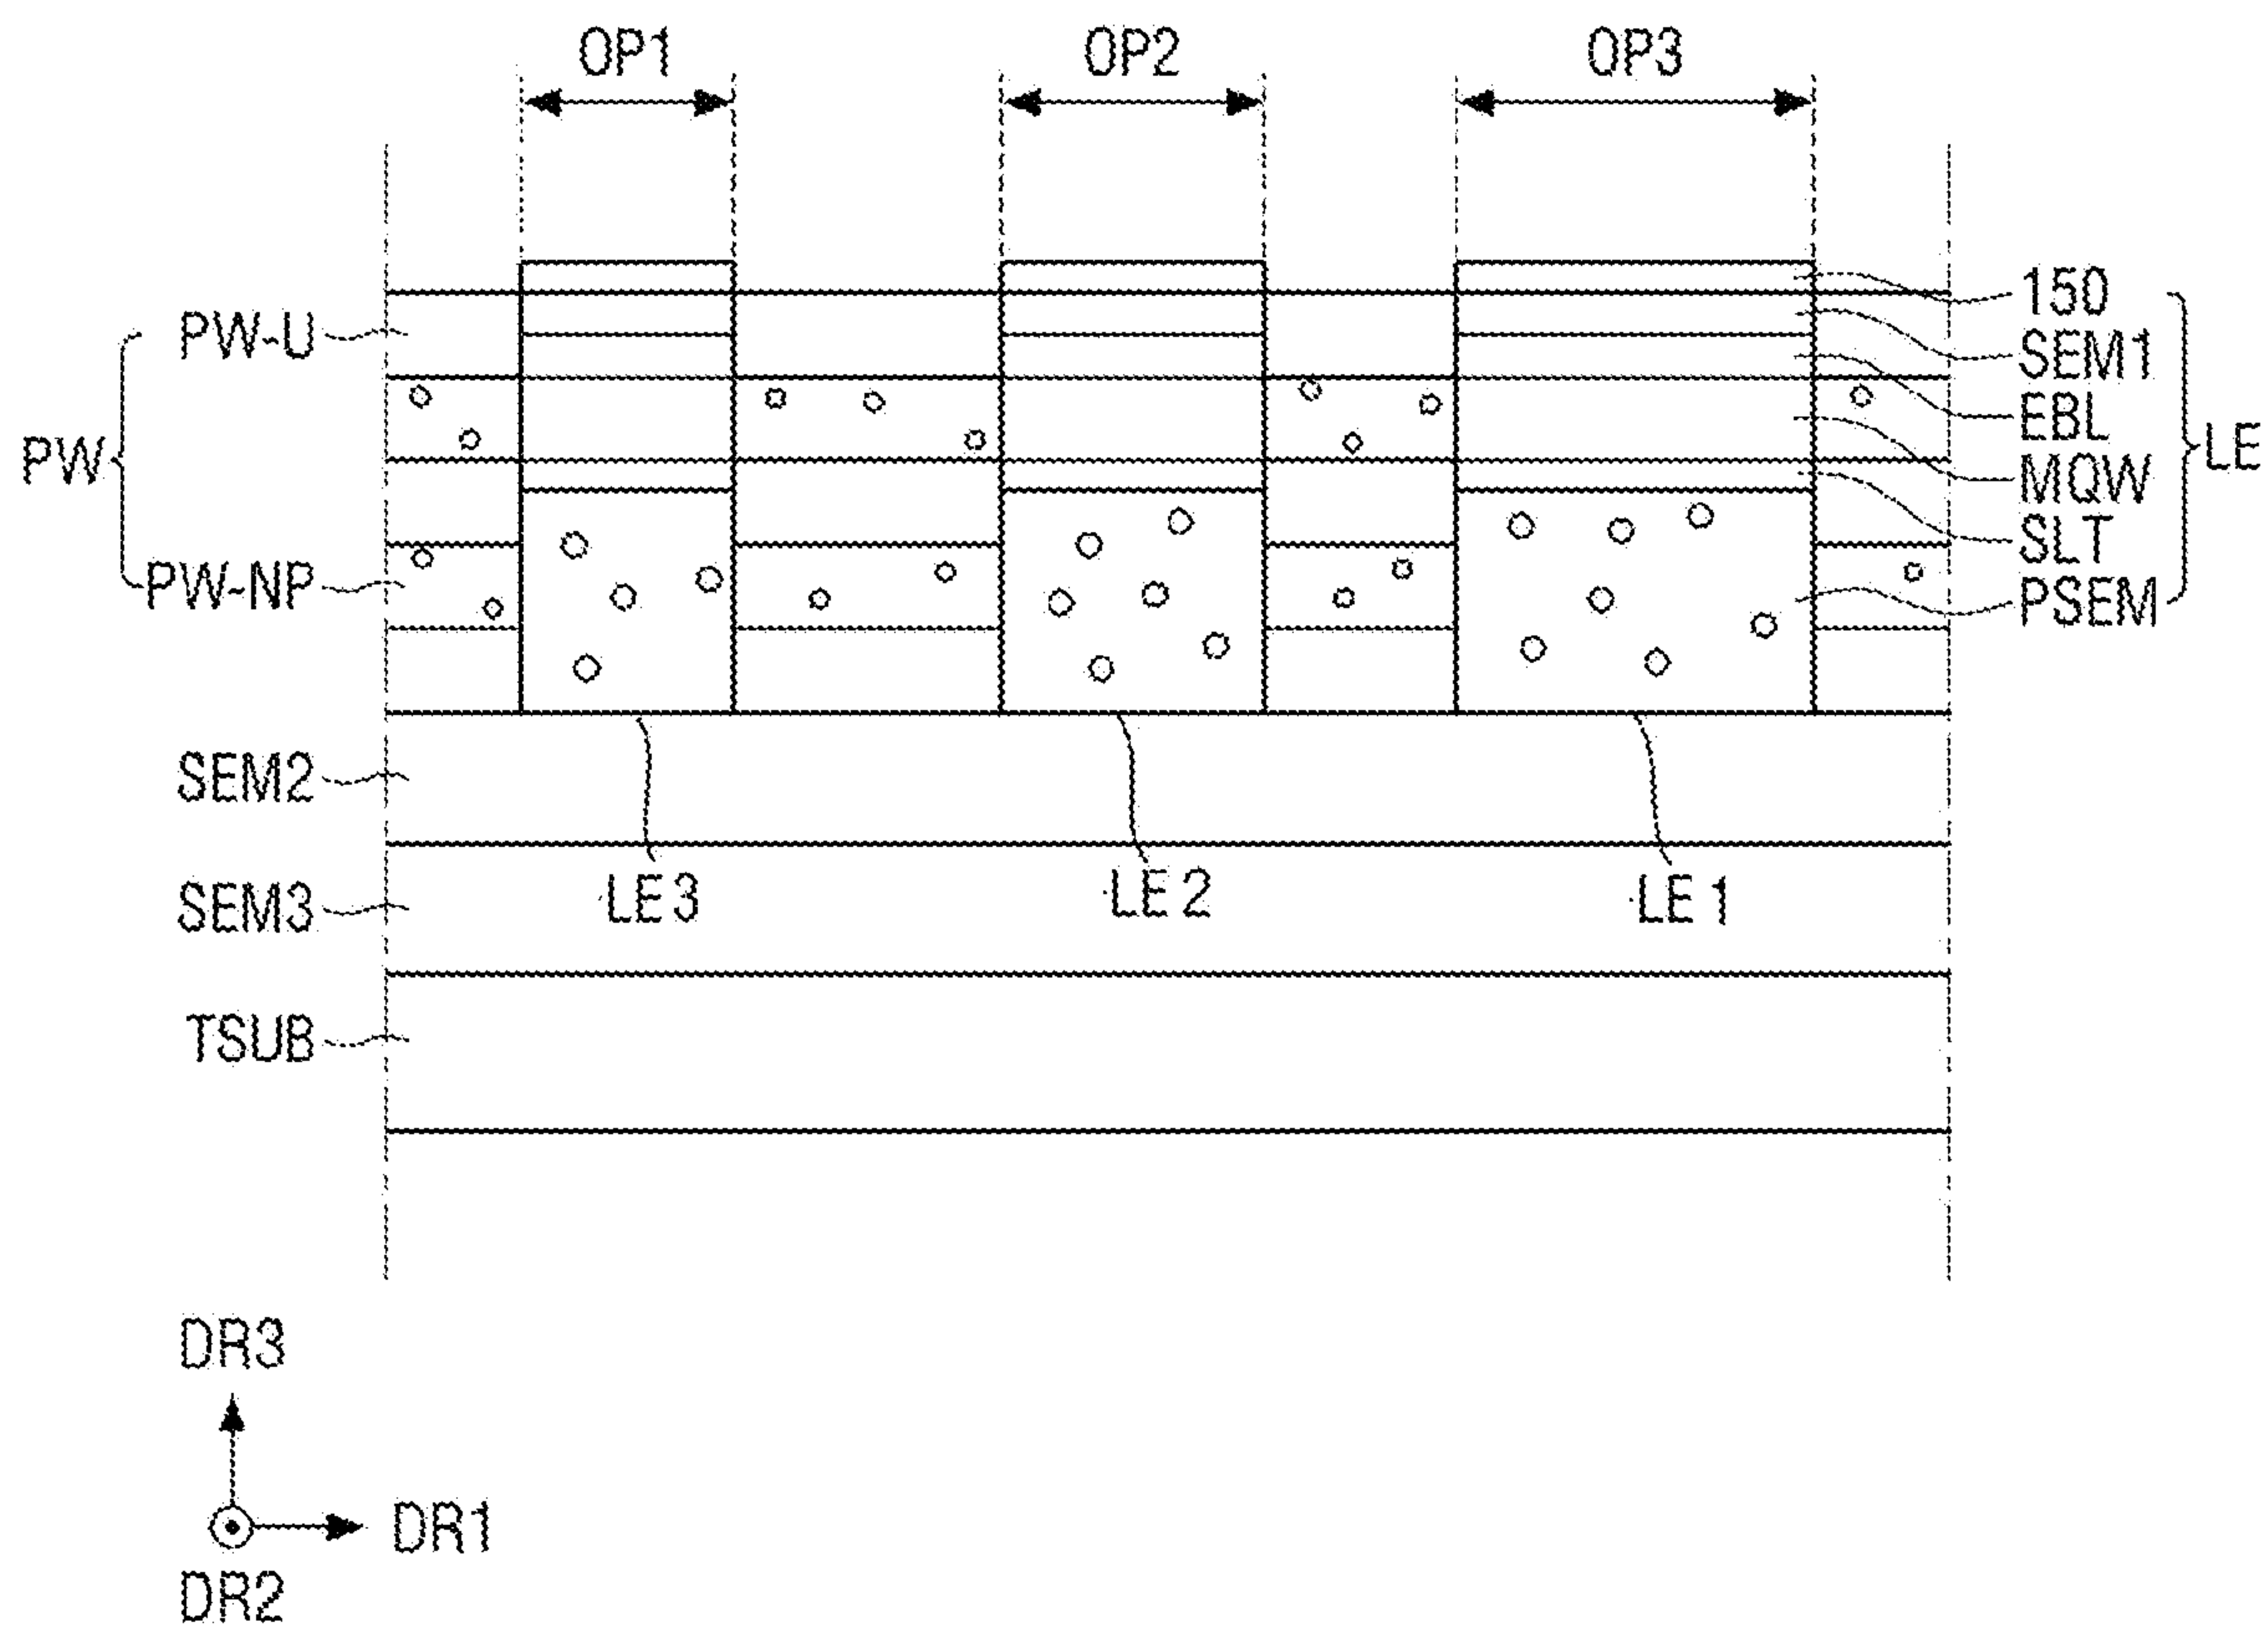 OP1 OP2 OP3
150
PW-U
SEM1
EBL
PW
LE
MQW
SLT
PW-NP
PSEM
SEM2
LE3 LE2 LE1
SEM3
TSUB
DR3
DR1
DR2